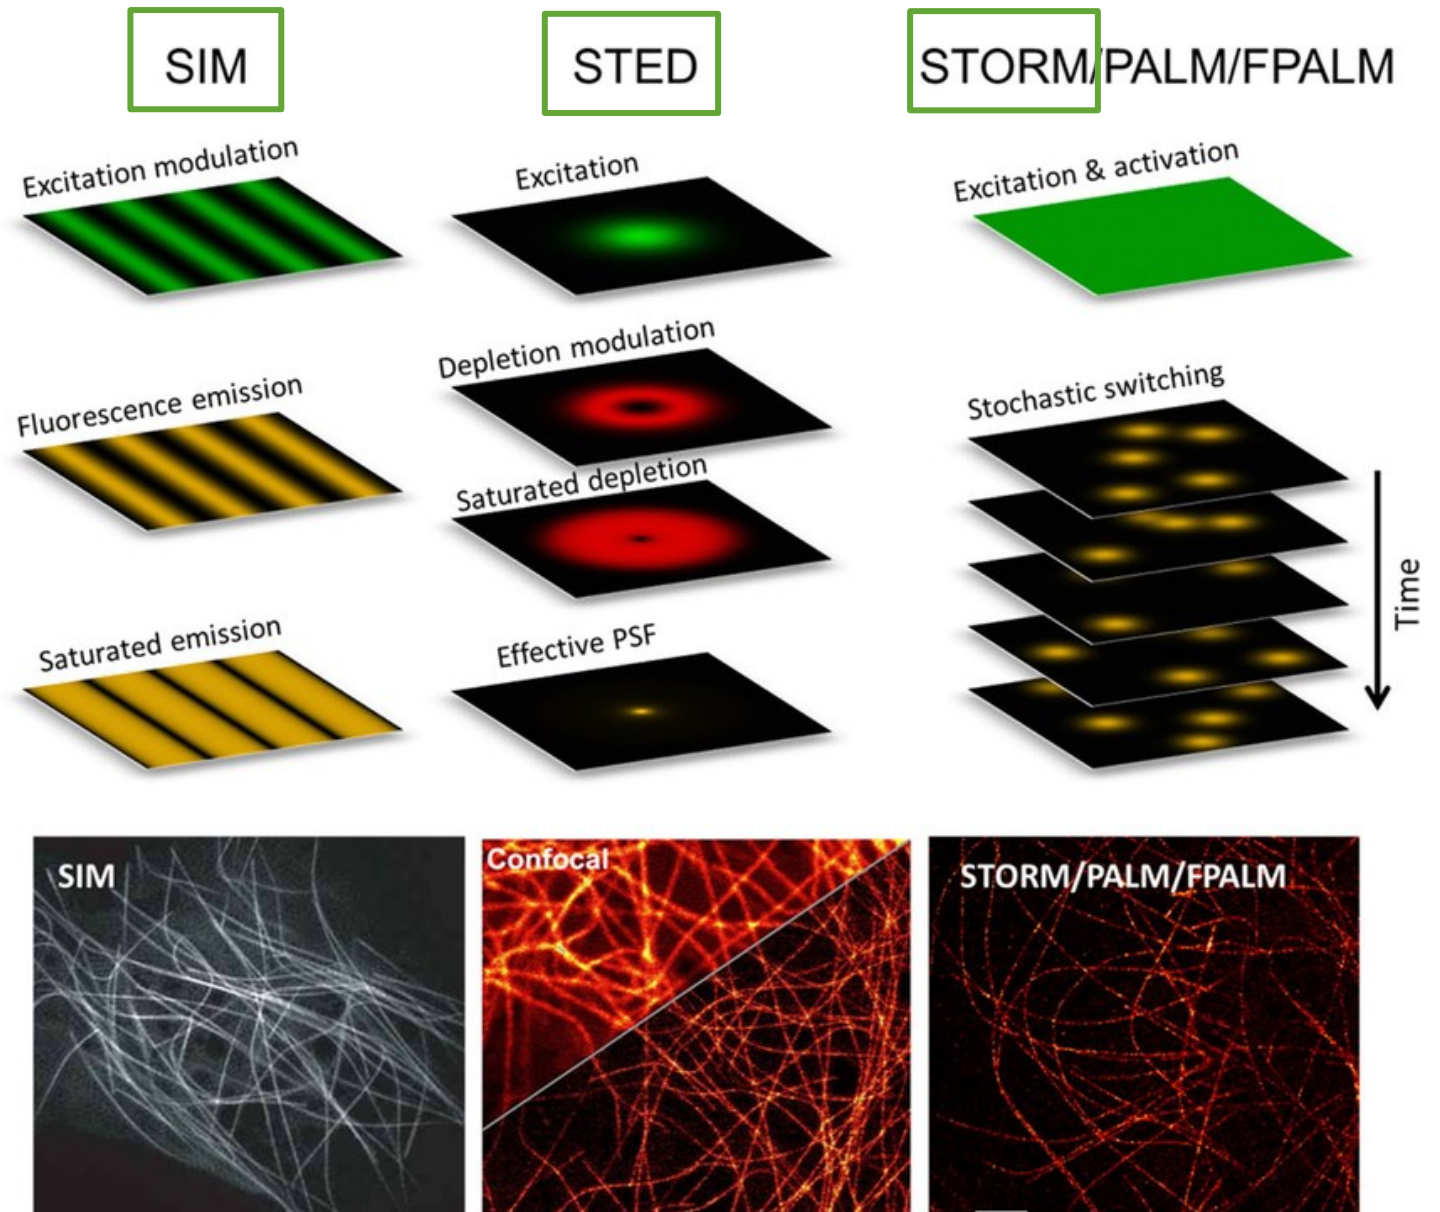 SIM
STED
STORM/PALM/FPALM
Excitation modulation
Excitation
Excitation & activation
Depletion modulation
Fluorescence emission
Stochastic switching
Saturated depletion
Time
Saturated emission
Effective PSF
SIM
Confocal
STORM/PALM/FPALM